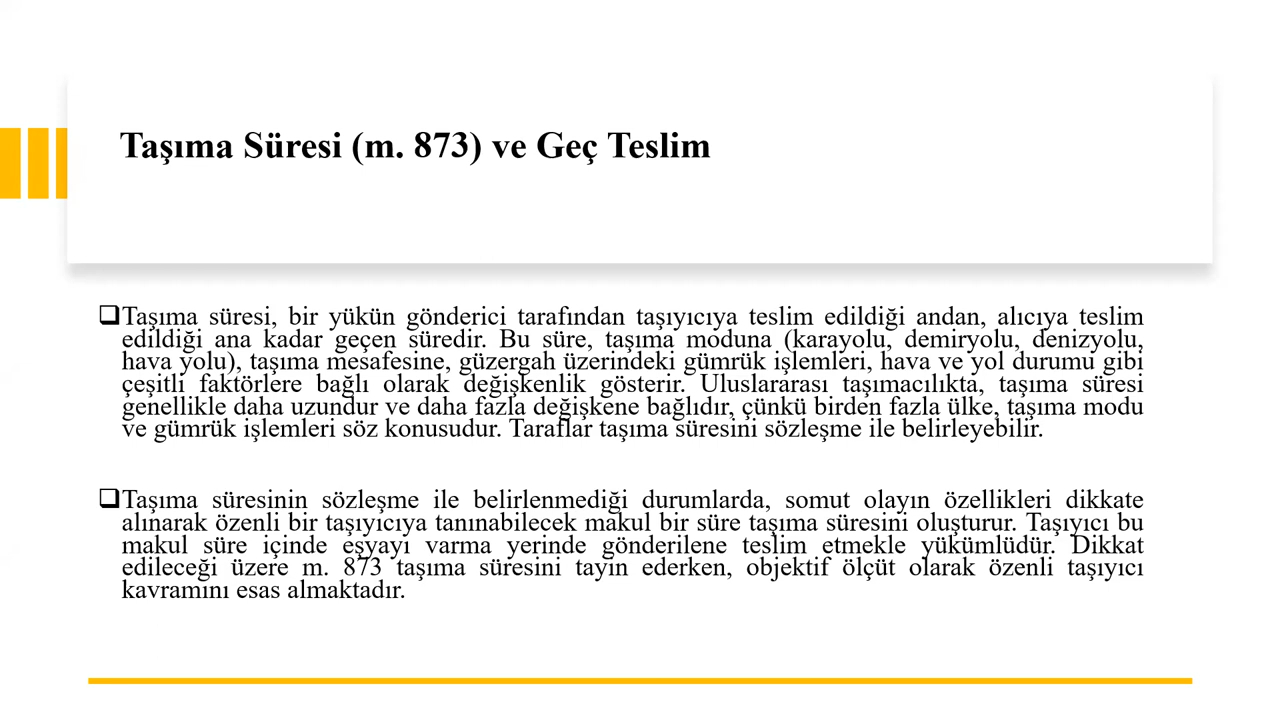 Taşıma Süresi (m. 873) ve Geç Teslim
❑Taşıma süresi, bir yükün gönderici tarafından taşıyıcıya teslim edildiği andan, alıcıya teslim
edildiği ana kadar geçen süredir. Bu süre, taşıma moduna (karayolu, demiryolu, denizyolu,
hava yolu), taşıma mesafesine, güzergah üzerindeki gümrük işlemleri, hava ve yol durumu gibi
çeşitli faktörlere bağlı olarak değişkenlik gösterir. Uluslararası taşımacılıkta, taşıma süresi
genellikle daha uzundur ve daha fazla değişkene bağlıdır, çünkü birden fazla ülke, taşıma modu
ve gümrük işlemleri söz konusudur. Taraflar taşıma süresini sözleşme ile belirleyebilir.
❑Taşıma süresinin sözleşme ile belirlenmediği durumlarda, somut olayın özellikleri dikkate
alınarak özenli bir taşıyıcıya tanınabilecek makul bir süre taşıma süresini oluşturur. Taşıyıcı bu
makul süre içinde eşyayı varma yerinde gönderilene teslim etmekle yükümlüdür. Dikkat
edileceği üzere m. 873 taşıma süresini tayin ederken, objektif ölçüt olarak özenli taşıyıcı
kavramını esas almaktadır.